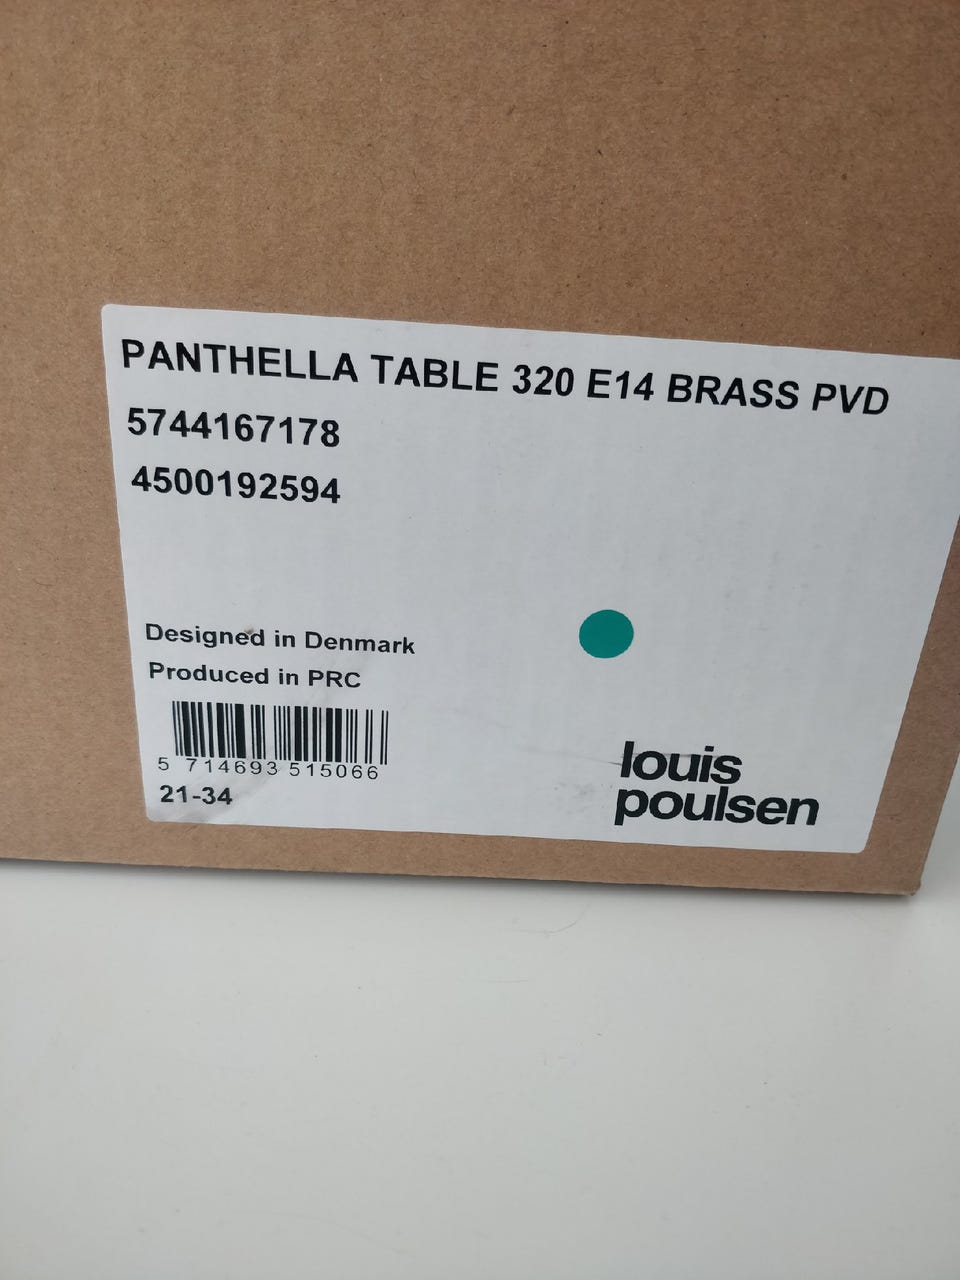 PANTHELLA TABLE 320 E14 BRASS PVD
5744167178
4500192594
Designed in Denmark
Produced in PRC
5 714693 515066
21-34
louis
poulsen